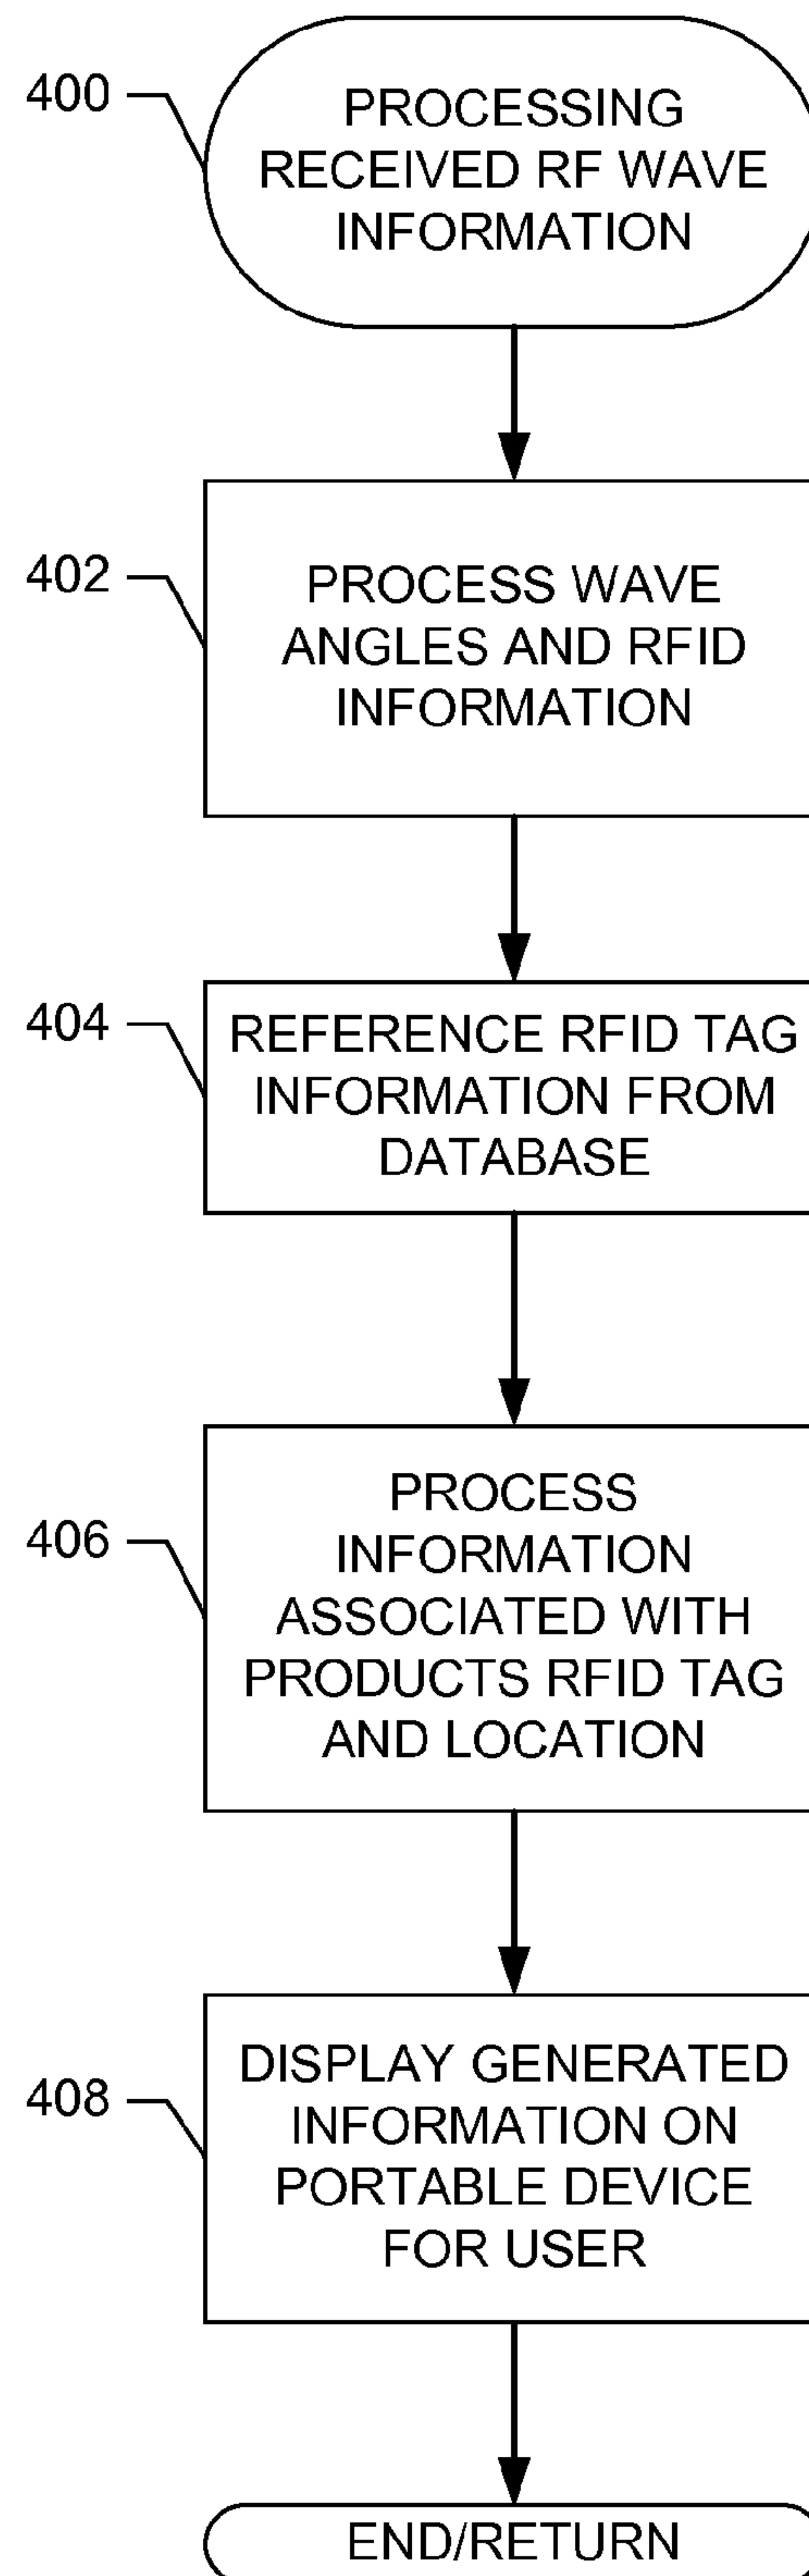 400
PROCESSING
RECEIVED RF WAVE
INFORMATION
402
PROCESS WAVE
ANGLES AND RFID
INFORMATION
404
REFERENCE RFID TAG
INFORMATION FROM
DATABASE
406
PROCESS
INFORMATION
ASSOCIATED WITH
PRODUCTS RFID TAG
AND LOCATION
408
DISPLAY GENERATED
INFORMATION ON
PORTABLE DEVICE
FOR USER
END/RETURN